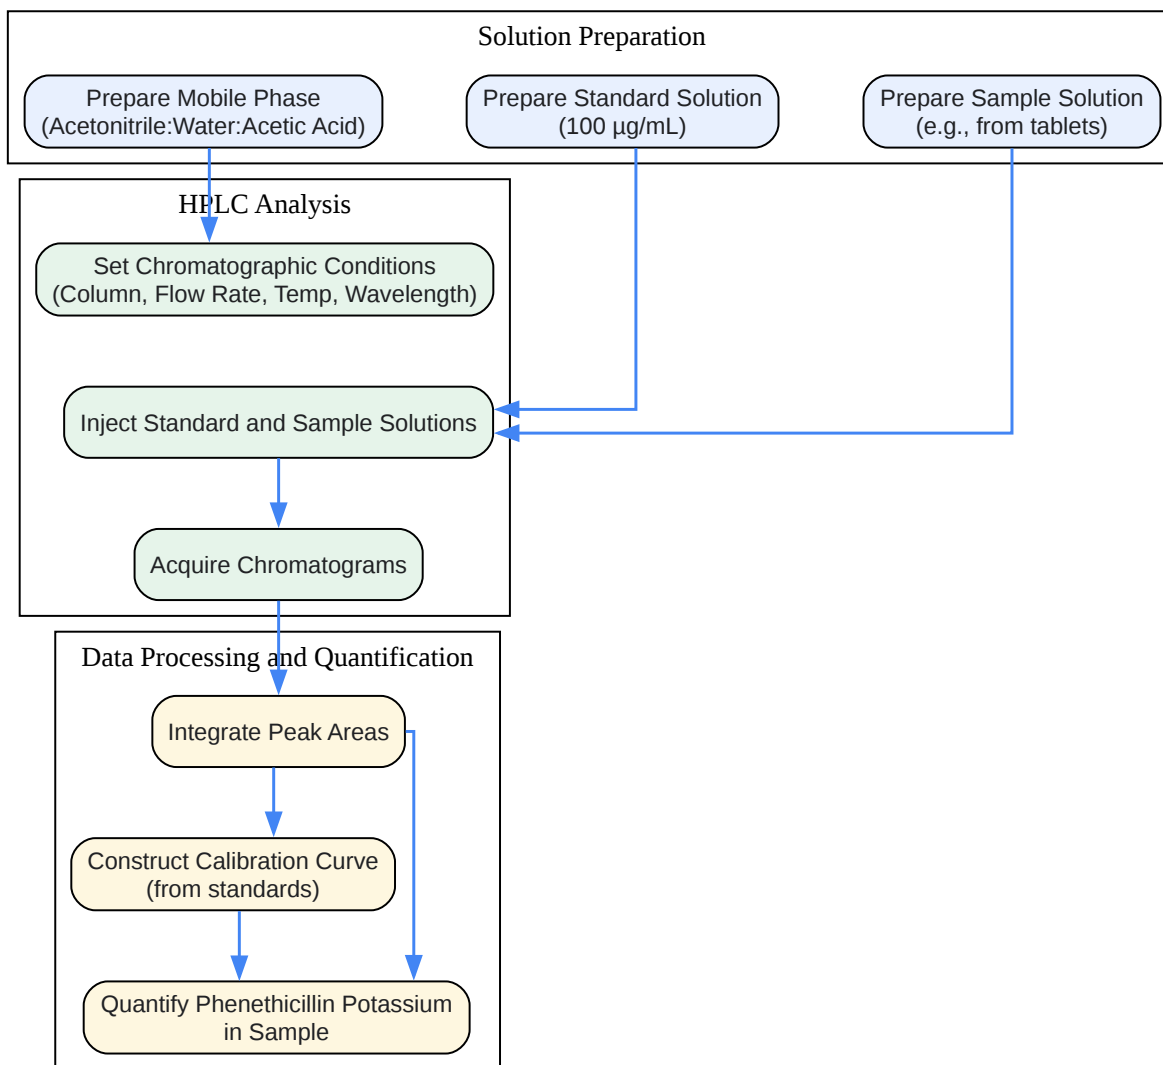 Solution Preparation
Prepare Mobile Phase
(Acetonitrile:Water:Acetic Acid)
Prepare Standard Solution
(100 µg/mL)
Prepare Sample Solution
(e.g., from tablets)
HPLC Analysis
Set Chromatographic Conditions
(Column, Flow Rate, Temp, Wavelength)
Inject Standard and Sample Solutions
Acquire Chromatograms
Data Processing and Quantification
Integrate Peak Areas
Construct Calibration Curve
(from standards)
Quantify Phenethicillin Potassium
in Sample